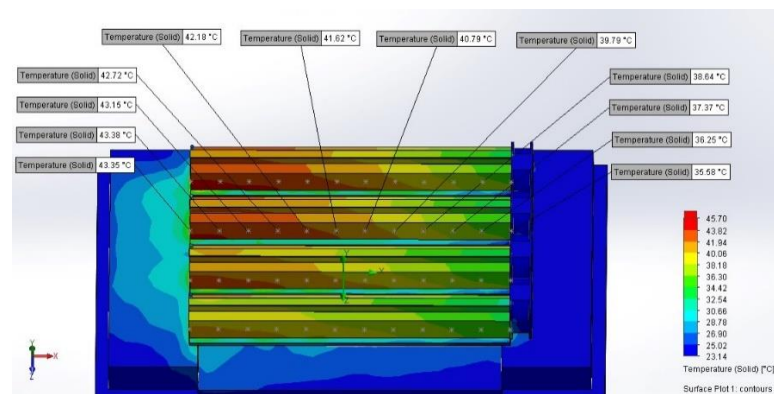 Temperature (Solid) 42.18 °C
Temperature (Solid) 41.62 °C
Temperature (Solid) 40.79 °C
Temperature (Solid) 39.79 °C
Temperature (Solid) 42.72 °C
Temperature (Solid) 43.15 °C
Temperature (Solid) 43.38 °C
Temperature (Solid) 43.35 °C
Temperature (Solid) 38.64 °C
Temperature (Solid) 37.37 °C
Temperature (Solid) 36.25 °C
Temperature (Solid) 35.58 °C
45.70
43.82
41.94
40.06
38.18
36.30
34.42
32.54
30.66
28.78
26.90
25.02
23.14
Temperature (Solid) [°C]
Surface Plot 1: contours
Y
X
Z
Y
X
Z